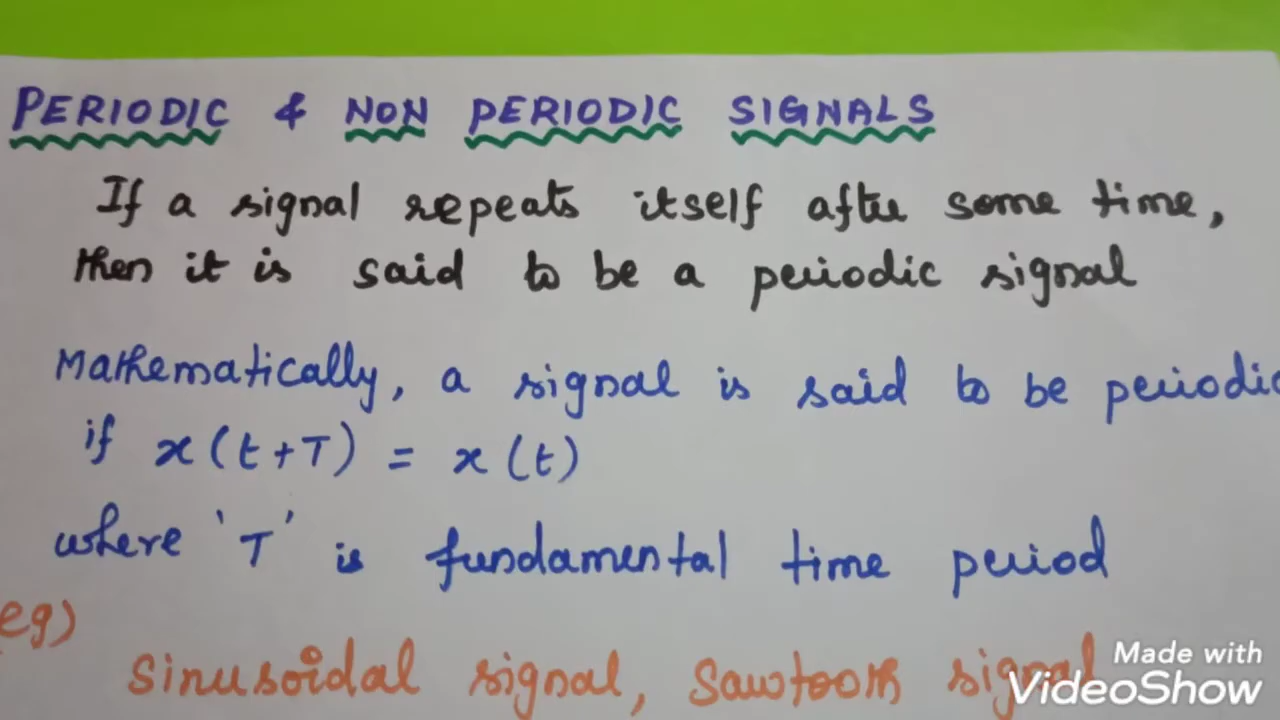 PERIODIC & NON PERIODIC SIGNALS
If a signal repeats itself after some time,
then it is said to be a periodic signal
Mathematically, a signal is said to be periodic
if x(t+T) = x(t)
where 'T' is fundamental time period
eg)
Sinusoidal signal, Sawtooth signal
Made with
VideoShow